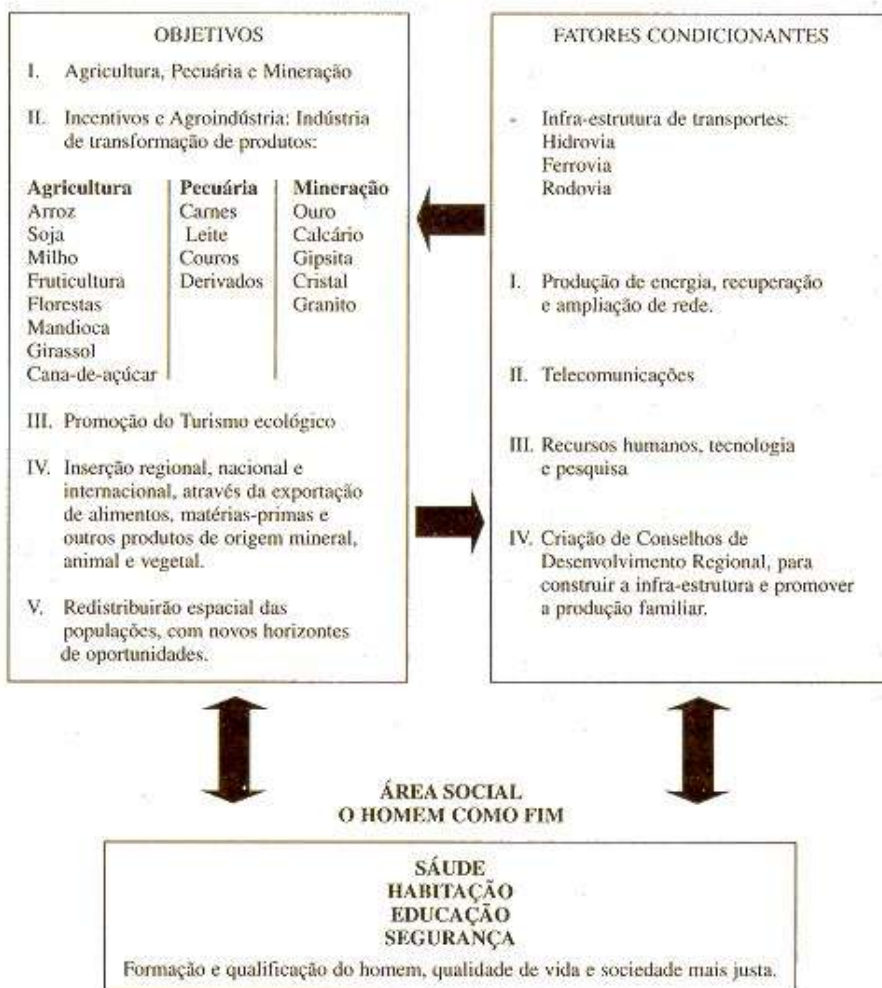 OBJETIVOS
I. Agricultura, Pecuária e Mineração
II. Incentivos e Agroindústria: Indústria
de transformação de produtos:
Agricultura Pecuária Mineração
Arroz Carnes Ouro
Soja Leite Calcário
Milho Couros Gipsita
Fruticultura Derivados Cristal
Florestas Granito
Mandioca
Girassol
Cana-de-açúcar
III. Promoção do Turismo ecológico
IV. Inserção regional, nacional e
internacional, através da exportação
de alimentos, matérias-primas e
outros produtos de origem mineral,
animal e vegetal.
V. Redistribuirão espacial das
populações, com novos horizontes
de oportunidades.
FATORES CONDICIONANTES
- Infra-estrutura de transportes:
Hidrovia
Ferrovia
Rodovia
I. Produção de energia, recuperação
e ampliação de rede.
II. Telecomunicações
III. Recursos humanos, tecnologia
e pesquisa
IV. Criação de Conselhos de
Desenvolvimento Regional, para
construir a infra-estrutura e promover
a produção familiar.
ÁREA SOCIAL
O HOMEM COMO FIM
SÁUDE
HABITAÇÃO
EDUCAÇÃO
SEGURANÇA
Formação e qualificação do homem, qualidade de vida e sociedade mais justa.